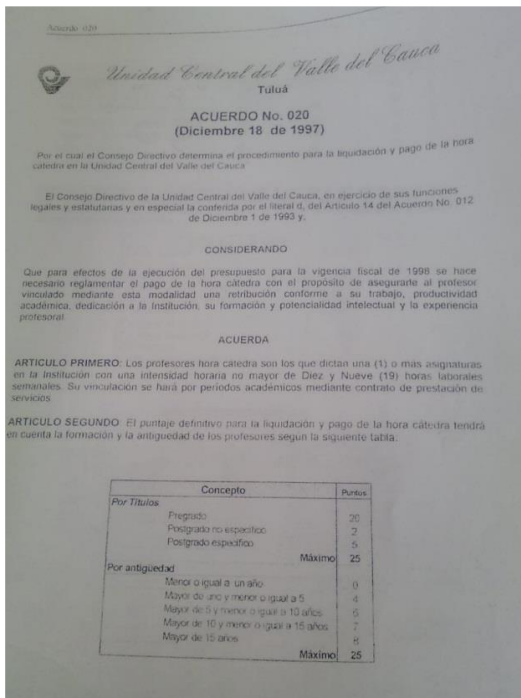 Acuerdo 020
Unidad Central del Valle del Cauca
Tuluá
ACUERDO No. 020
(Diciembre 18 de 1997)
Por el cual el Consejo Directivo determina el procedimiento para la liquidación y pago de la hora
cátedra en la Unidad Central del Valle del Cauca
El Consejo Directivo de la Unidad Central del Valle del Cauca, en ejercicio de sus funciones
legales y estatutarias y en especial la conferida por el literal d, del Artículo 14 del Acuerdo No. 012
de Diciembre 1 de 1993 y,
CONSIDERANDO
Que para efectos de la ejecución del presupuesto para la vigencia fiscal de 1998 se hace
necesario reglamentar el pago de la hora cátedra con el propósito de asegurarle al profesor
vinculado mediante esta modalidad una retribución conforme a su trabajo, productividad
académica, dedicación a la Institución, su formación y potencialidad intelectual y la experiencia
profesoral.
ACUERDA
ARTICULO PRIMERO: Los profesores hora cátedra son los que dictan una (1) o mas asignaturas
en la Institución con una intensidad horaria no mayor de Diez y Nueve (19) horas laborales
semanales. Su vinculación se hará por períodos académicos mediante contrato de prestación de
servicios.
ARTICULO SEGUNDO: El puntaje definitivo para la liquidación y pago de la hora cátedra tendrá
en cuenta la formación y la antigüedad de los profesores según la siguiente tabla:
Concepto Puntos
Por Títulos
Pregrado 20
Postgrado no específico 2
Postgrado específico 5
Máximo 25
Por antigüedad
Menor o igual a un año 0
Mayor de uno y menor o igual a 5 4
Mayor de 5 y menor o igual a 10 años 6
Mayor de 10 y menor o igual a 15 años 7
Mayor de 15 años 8
Máximo 25